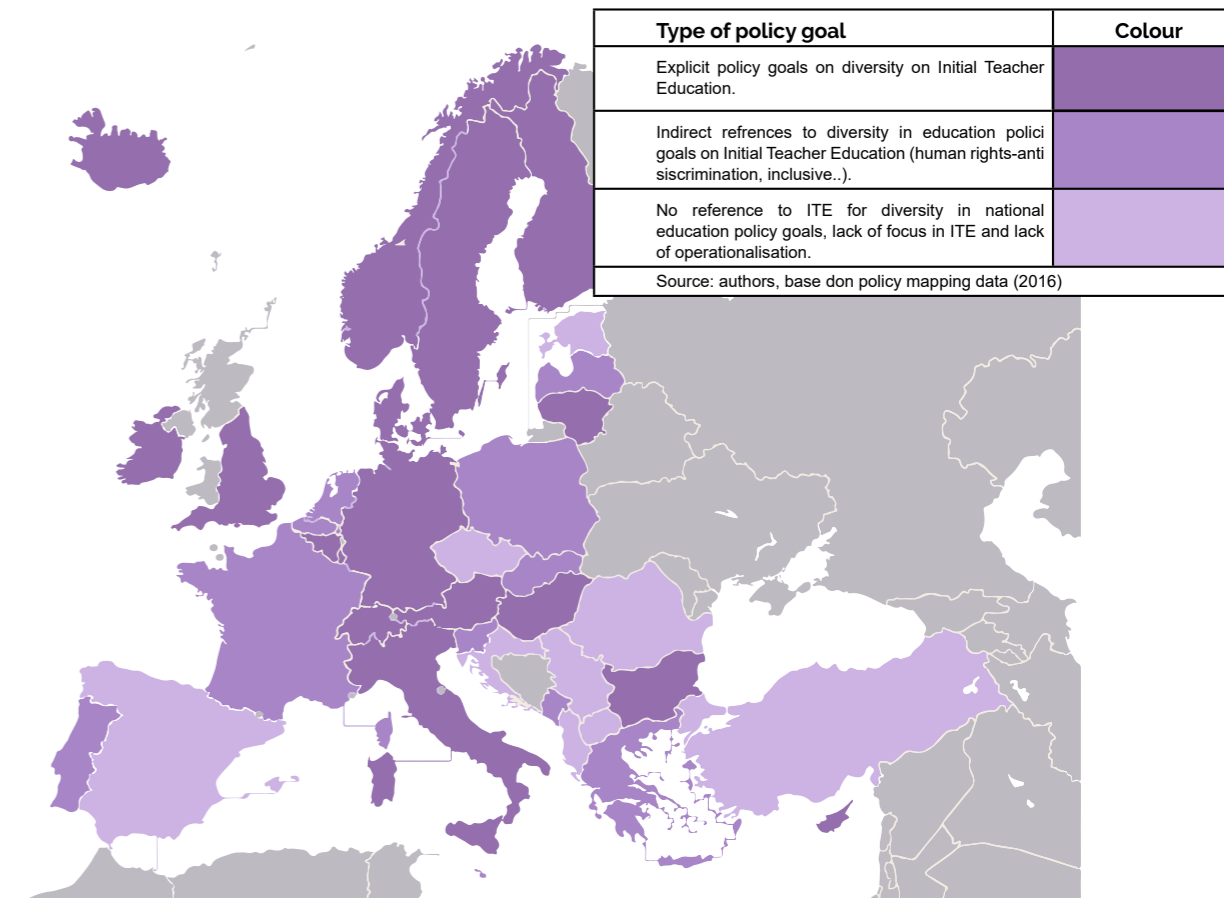 Type of policy goal Colour
Explicit policy goals on diversity on Initial Teacher
Education.
Indirect refrences to diversity in education polici
goals on Initial Teacher Education (human rights-anti
siscrimination, inclusive..).
No reference to ITE for diversity in national
education policy goals, lack of focus in ITE and lack
of operationalisation.
Source: authors, base don policy mapping data (2016)